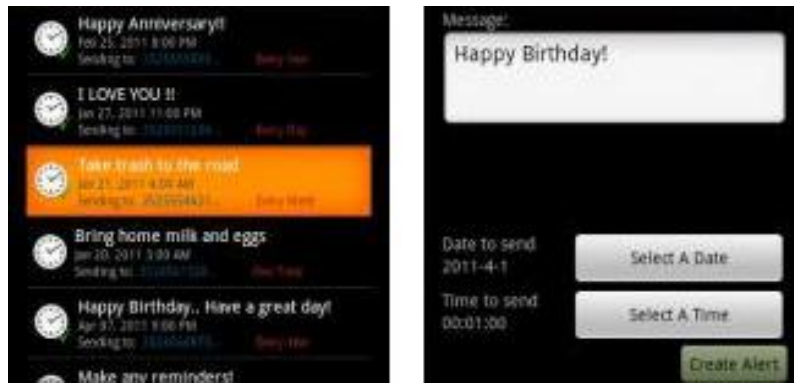 Happy Anniversary!!
Feb 25, 2011 8:00 PM
Sending to:
I LOVE YOU !!
Jan 27, 2011 11:00 PM
Sending to:
Every Day
Take trash to the road
Jan 21, 2011 4:00 AM
Sending to:
Every Week
Bring home milk and eggs
Jan 20, 2011 5:00 AM
Sending to:
One Time
Happy Birthday.. Have a great day!
Apr 07, 2011 9:00 PM
Sending to:
Make any reminders!
Message:
Happy Birthday!
Date to send
2011-4-1
Select A Date
Time to send
00:01:00
Select A Time
Create Alert